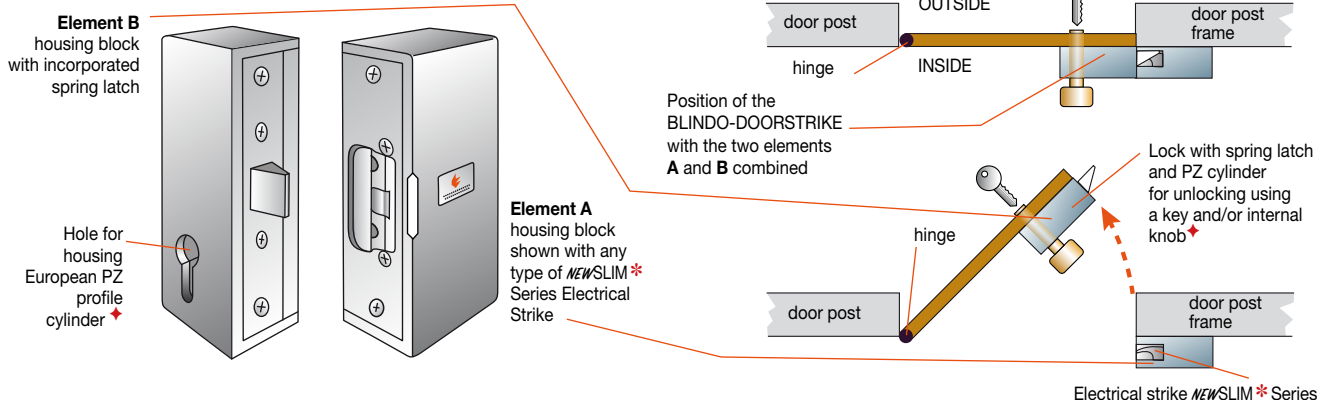 Element B
housing block
with incorporated
spring latch
Hole for
housing
European PZ
profile
cylinder ✦
Element A
housing block
shown with any
type of NEWSLIM *
Series Electrical
Strike
OUTSIDE
door post
door post
frame
hinge
INSIDE
Position of the
BLINDO-DOORSTRIKE
with the two elements
A and B combined
Lock with spring latch
and PZ cylinder
for unlocking using
a key and/or internal
knob ✦
hinge
door post
door post
frame
Electrical strike NEWSLIM * Series